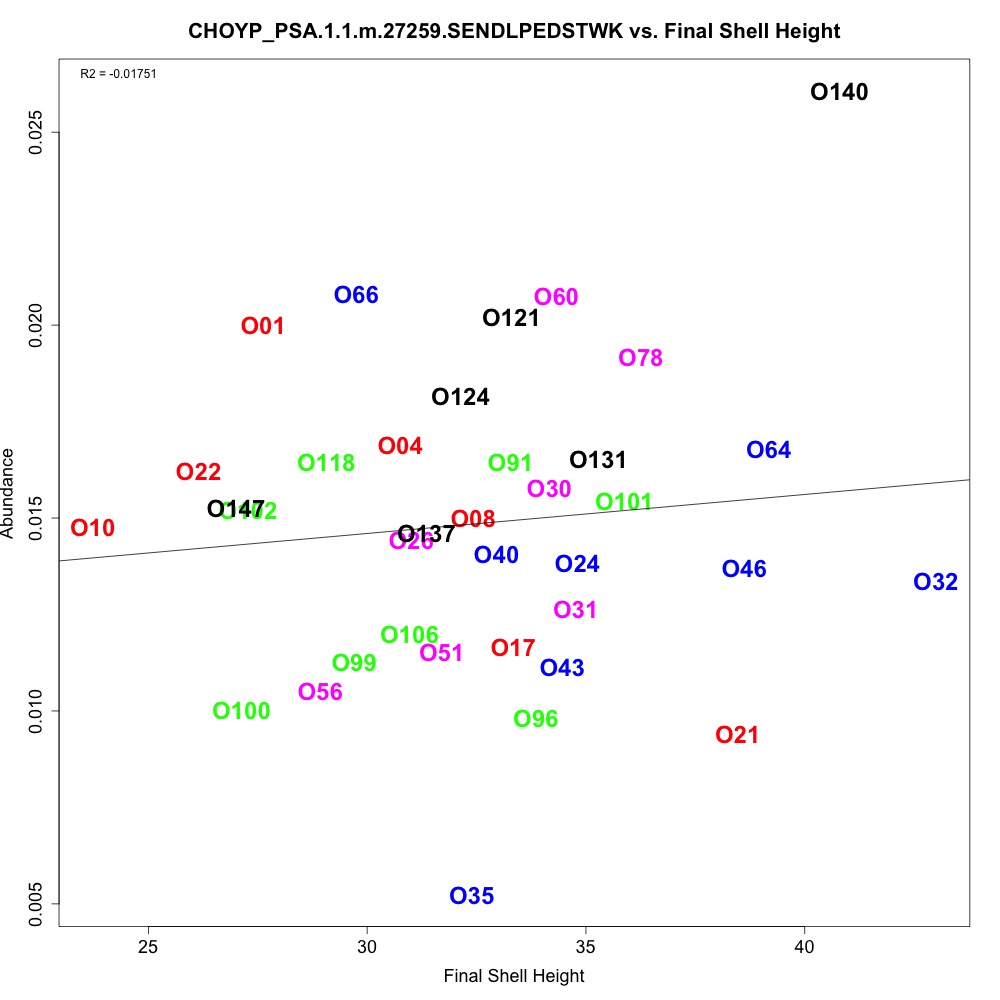 CHOYP_PSA.1.1.m.27259.SENDLPEDSTWK vs. Final Shell Height
R2 = -0.01751
O140
0.025
O66
O60
O121
0.020
O01
O78
O124
O04
O64
O118
O91
O131
O22
O30
O101
O147
O102
0.015
O08
O10
O137
O26
Abundance
O40
O24
O46
O32
O31
O106
O17
O51
O99
O43
O56
0.010
O100
O96
O21
O35
0.005
25 30 35 40
Final Shell Height